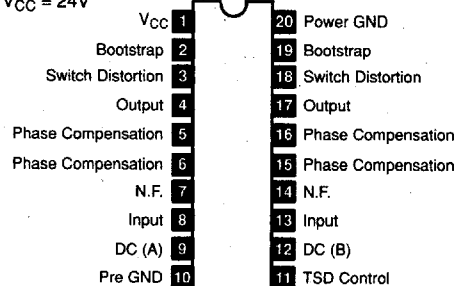 VCC = 24V
VCC 1 20 Power GND
Bootstrap 2 19 Bootstrap
Switch Distortion 3 18 Switch Distortion
Output 4 17 Output
Phase Compensation 5 16 Phase Compensation
Phase Compensation 6 15 Phase Compensation
N.F. 7 14 N.F.
Input 8 13 Input
DC (A) 9 12 DC (B)
Pre GND 10 11 TSD Control